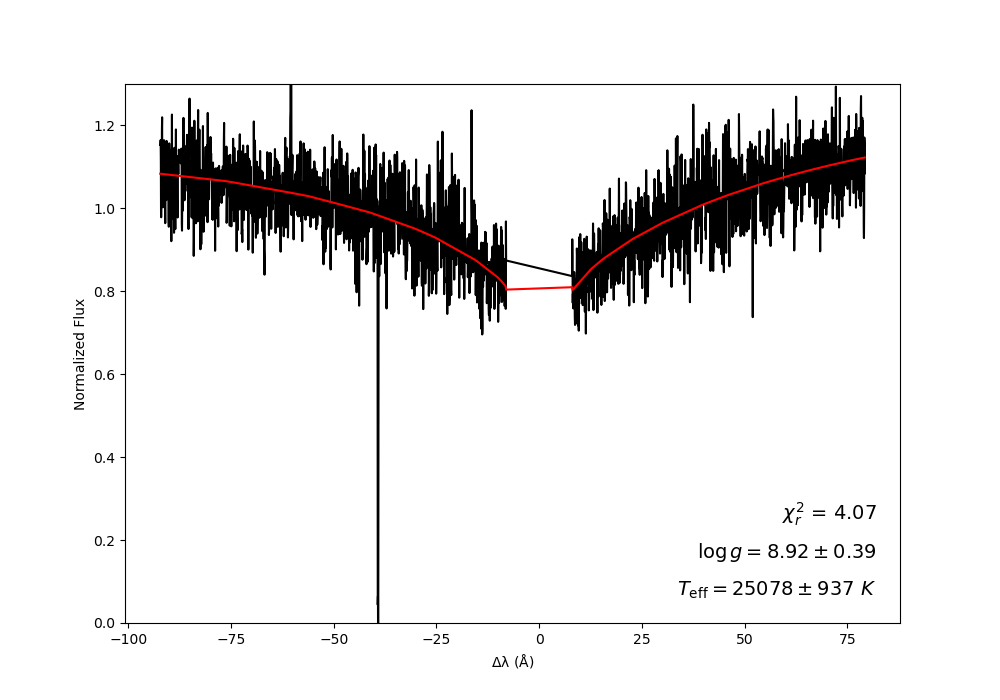 1.2
1.0
0.8
0.6
0.4
0.2
0.0
Normalized Flux
χ²ᵣ = 4.07
log g = 8.92 ± 0.39
T_eff = 25078 ± 937 K
−100 −75 −50 −25 0 25 50 75
Δλ (Å)